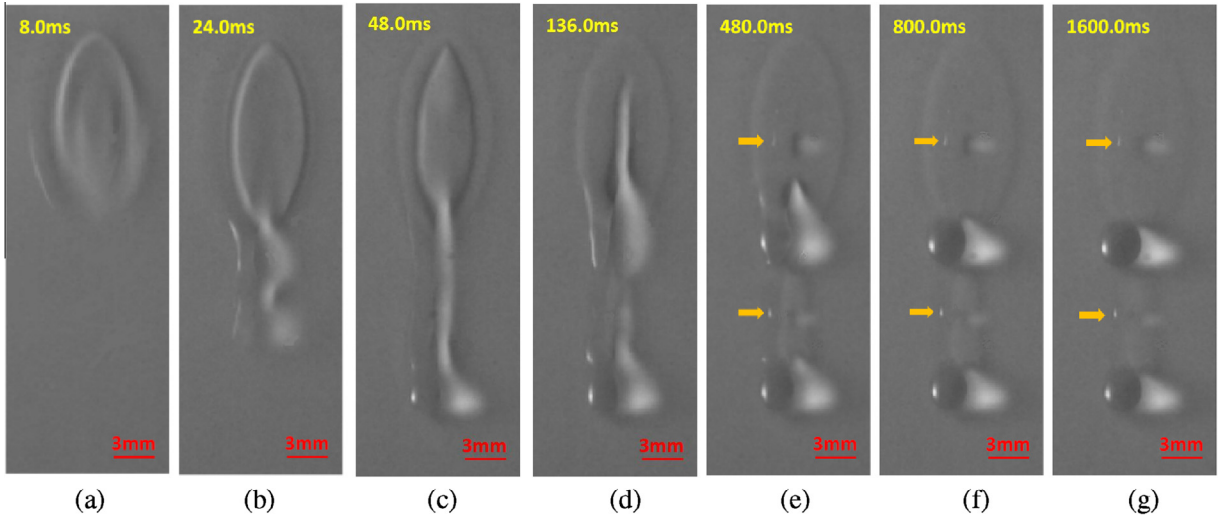 8.0ms
24.0ms
48.0ms
136.0ms
480.0ms
800.0ms
1600.0ms
3mm
3mm
3mm
3mm
3mm
3mm
3mm
(a)
(b)
(c)
(d)
(e)
(f)
(g)